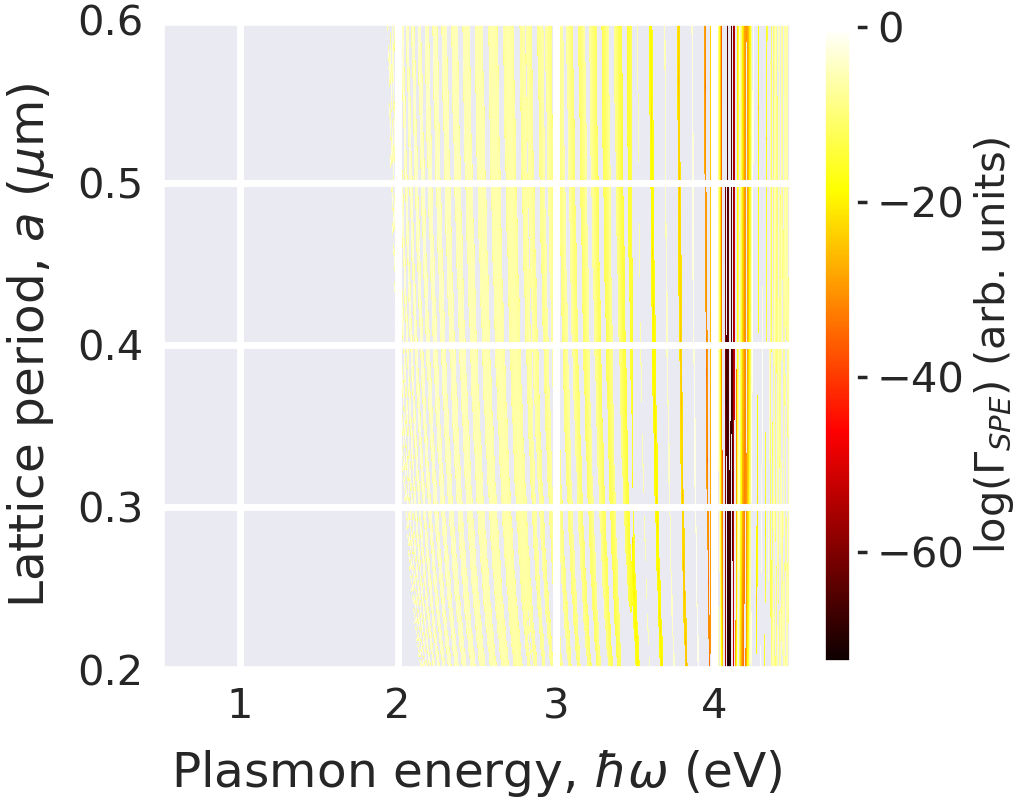 0.6
0.5
0.4
0.3
0.2
Lattice period, a (μm)
1 2 3 4
Plasmon energy, ℏω (eV)
0
−20
−40
−60
log(Γ_SPE) (arb. units)